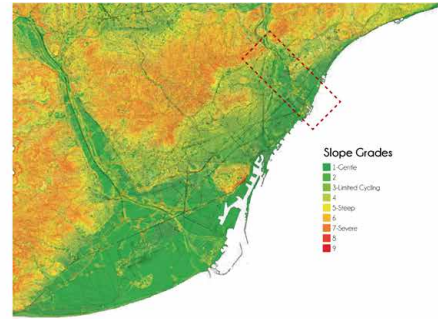 Slope Grades
1-Gentle
2
3-Limited Cycling
4
5-Steep
6
7-Severe
8
9